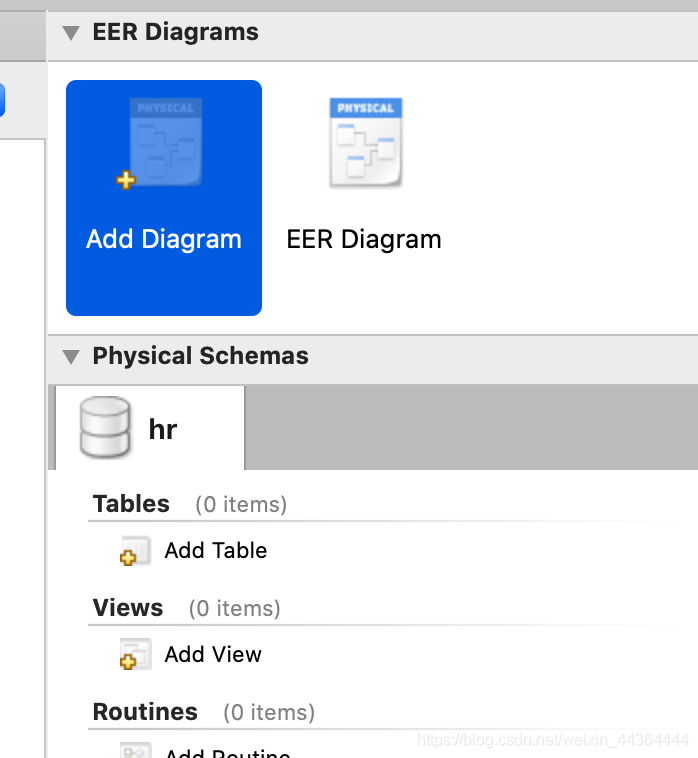 EER Diagrams
PHYSICAL PHYSICAL
Add Diagram EER Diagram
Physical Schemas
hr
Tables (0 items)
Add Table
Views (0 items)
Add View
Routines (0 items)
Add Routine
https://blog.csdn.net/weixin_44364444